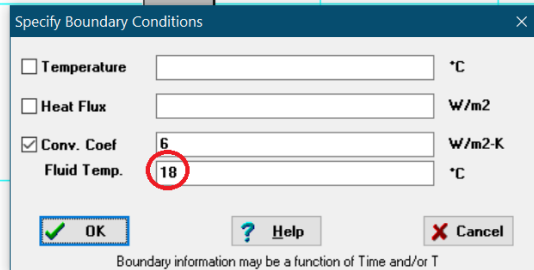 Specify Boundary Conditions
Temperature °C
Heat Flux W/m2
Conv. Coef 6 W/m2-K
Fluid Temp. 18 °C
OK Help Cancel
Boundary information may be a function of Time and/or T